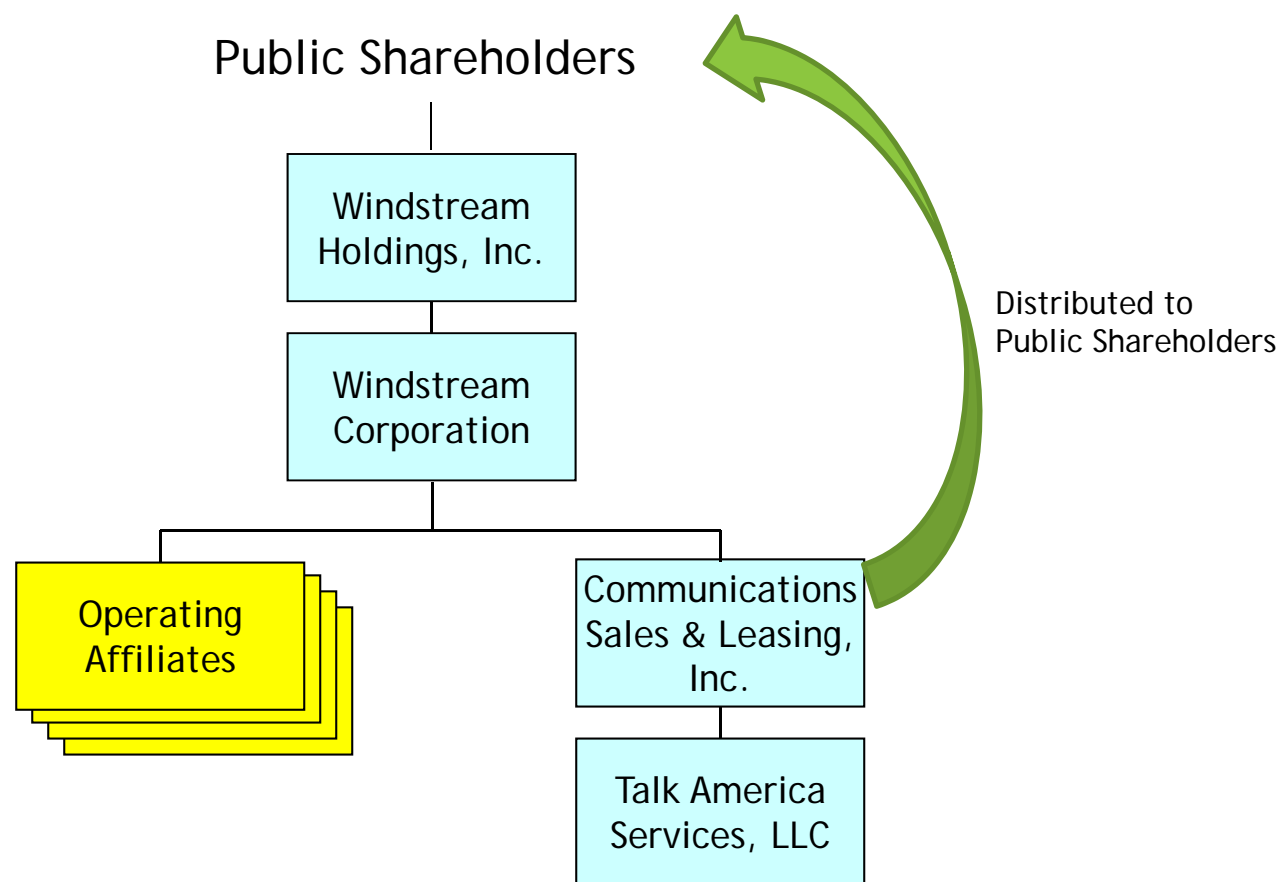 Public Shareholders
Windstream
Holdings, Inc.
Distributed to
Public Shareholders
Windstream
Corporation
Operating
Affiliates
Communications
Sales & Leasing,
Inc.
Talk America
Services, LLC